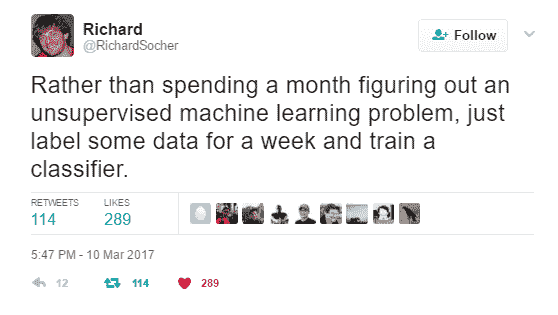 Richard
@RichardSocher
Follow
Rather than spending a month figuring out an
unsupervised machine learning problem, just
label some data for a week and train a
classifier.
RETWEETS LIKES
114 289
5:47 PM - 10 Mar 2017
12 114 289